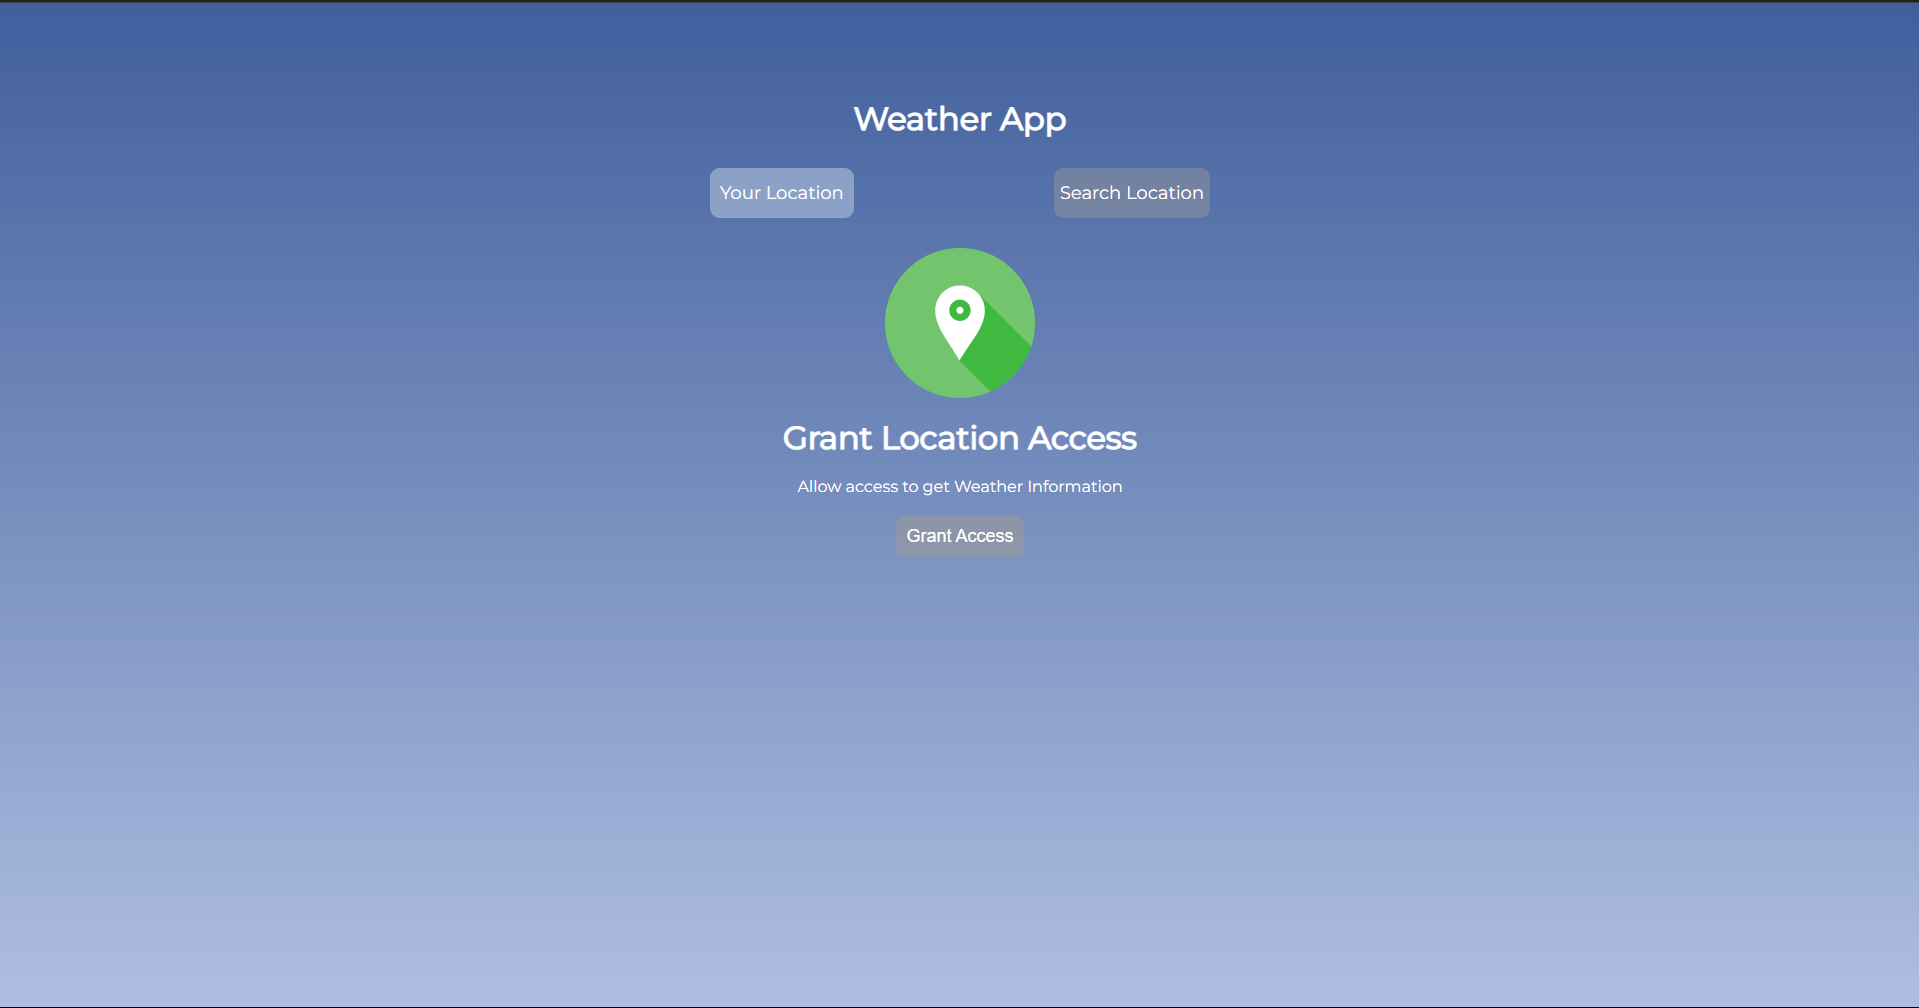 Weather App
Your Location
Search Location
Grant Location Access
Allow access to get Weather Information
Grant Access